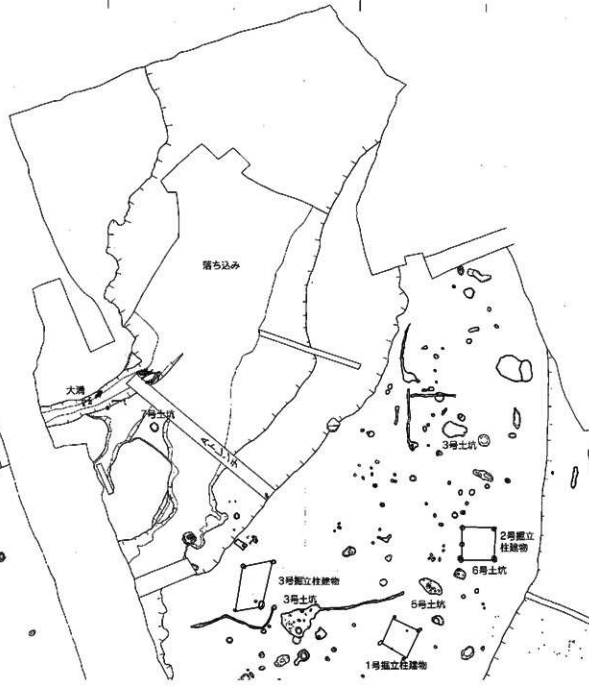 落ち込み
大溝
7号土坑
Aトレンチ
3号土坑
2号掘立
柱建物
6号土坑
3号掘立柱建物
3号土坑
5号土坑
1号掘立柱建物